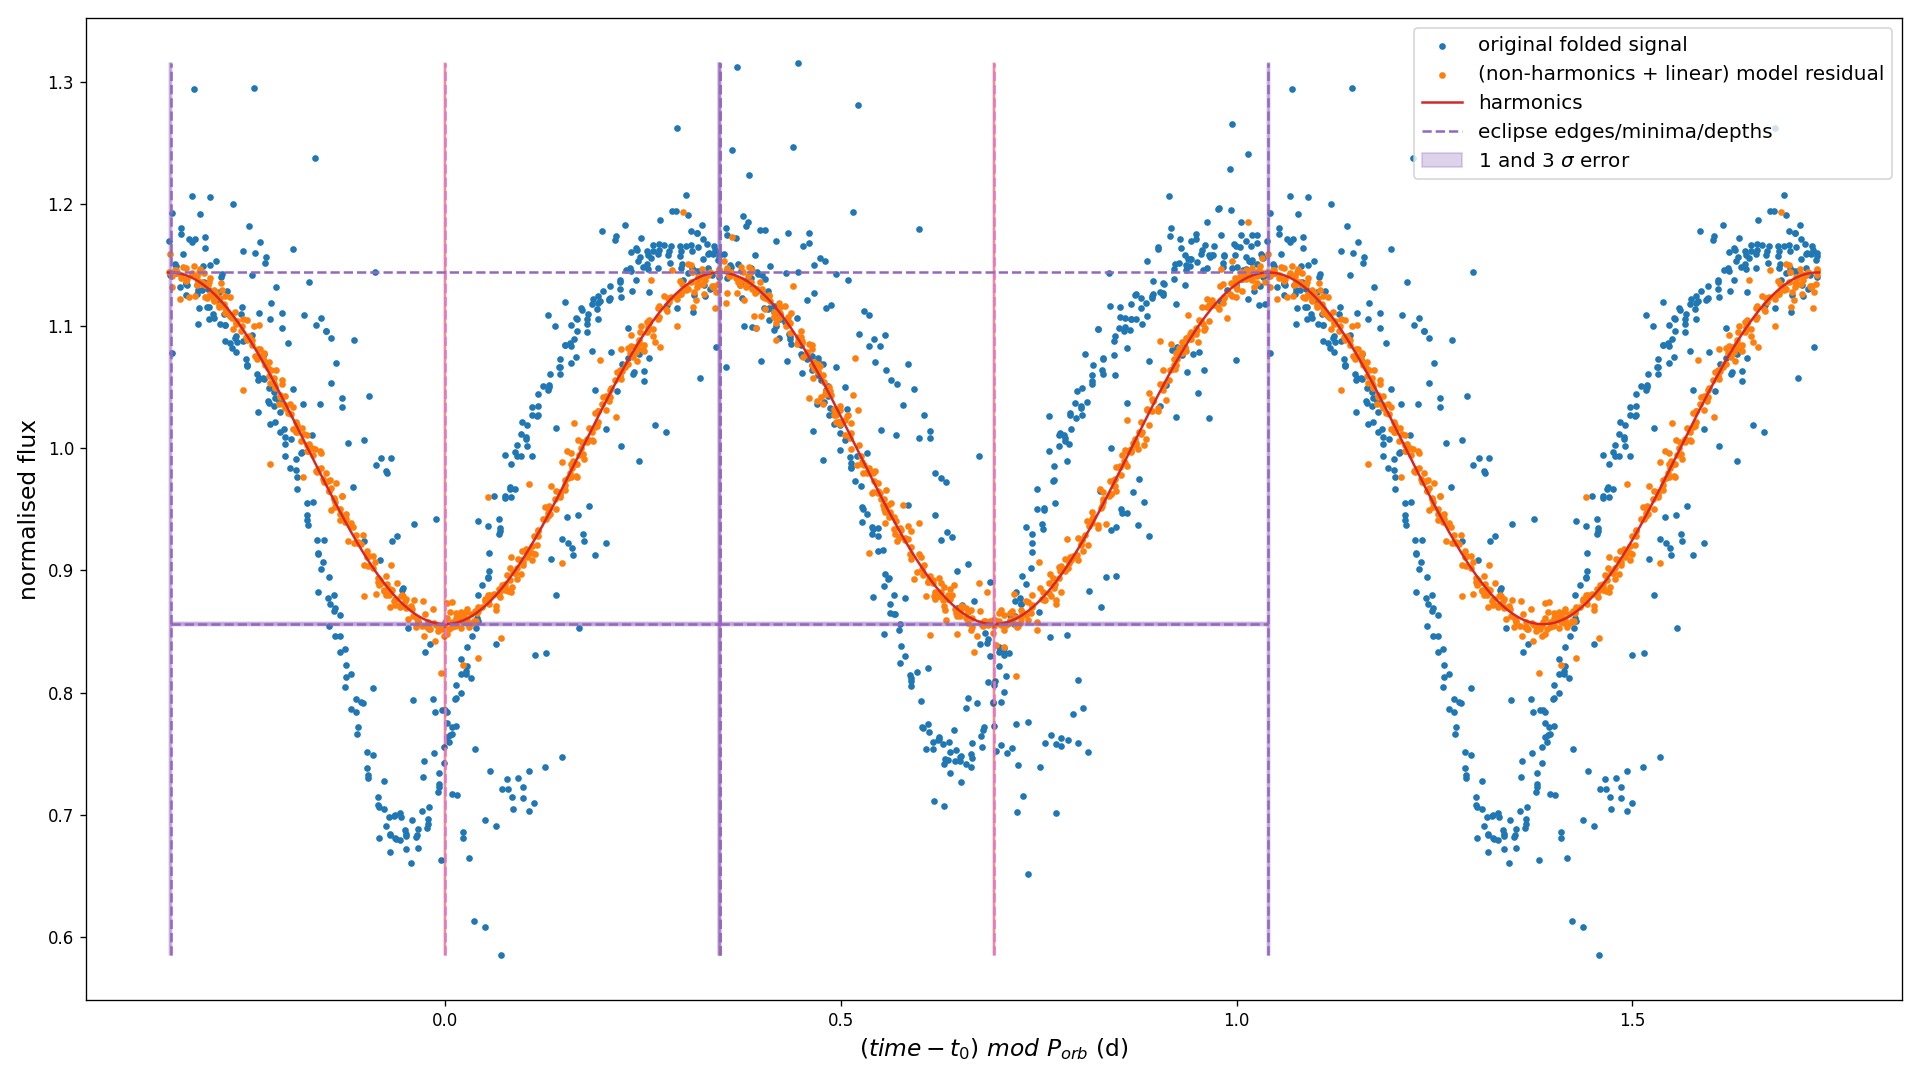 original folded signal
(non-harmonics + linear) model residual
harmonics
eclipse edges/minima/depths
1 and 3 σ error
normalised flux
1.3
1.2
1.1
1.0
0.9
0.8
0.7
0.6
0.0 0.5 1.0 1.5
(time − t₀) mod P_orb (d)